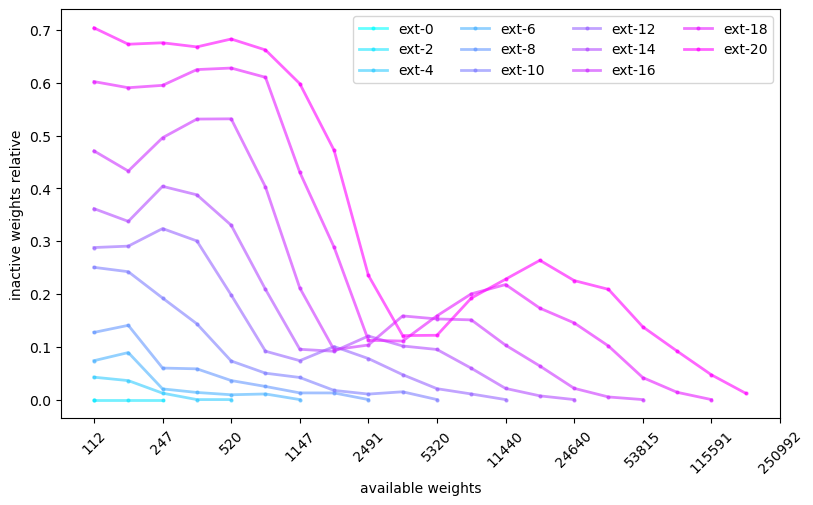 0.7
0.6
0.5
0.4
0.3
0.2
0.1
0.0
inactive weights relative
ext-0
ext-2
ext-4
ext-6
ext-8
ext-10
ext-12
ext-14
ext-16
ext-18
ext-20
112
247
520
1147
2491
5320
11440
24640
53815
115591
250992
available weights